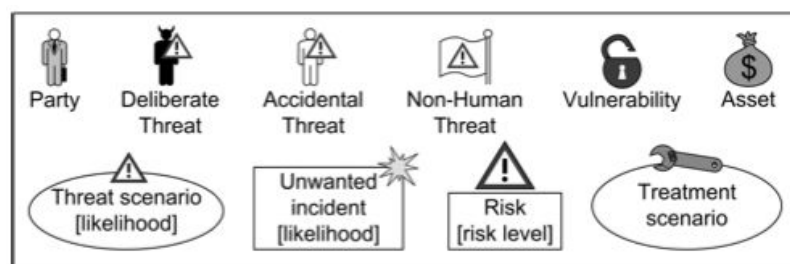 Party
Deliberate
Threat
Accidental
Threat
Non-Human
Threat
Vulnerability
$
Asset
Threat scenario
[likelihood]
Unwanted
incident
[likelihood]
Risk
[risk level]
Treatment
scenario